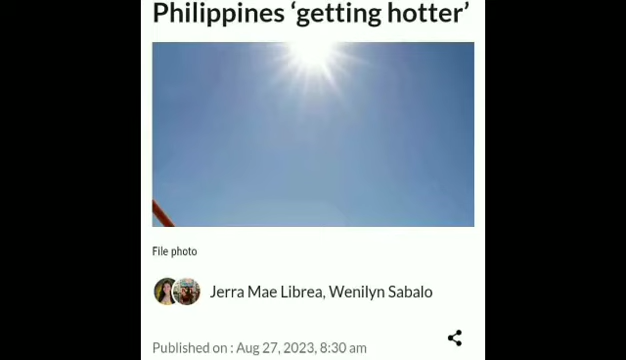 Philippines ‘getting hotter’
File photo
Jerra Mae Librea, Wenilyn Sabalo
Published on : Aug 27, 2023, 8:30 am